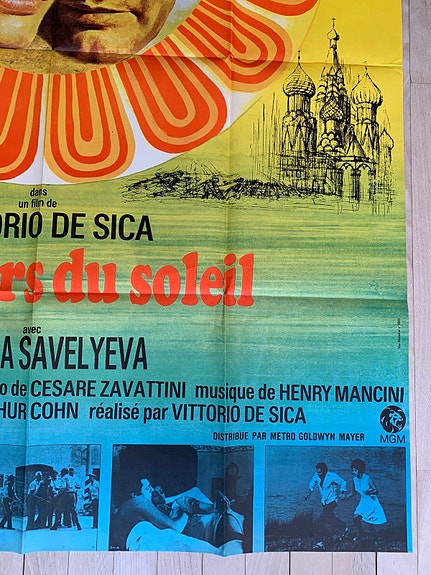 dans
un film de
ORIO DE SICA
rs du soleil
avec
A SAVELYEVA
o de CESARE ZAVATTINI musique de HENRY MANCINI
HUR COHN réalisé par VITTORIO DE SICA
DISTRIBUE PAR METRO GOLDWYN MAYER
MGM